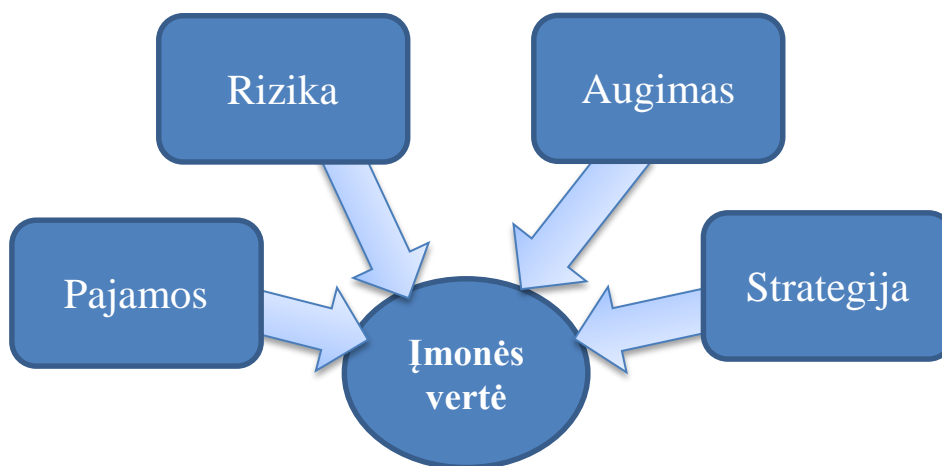 Rizika
Augimas
Pajamos
Strategija
Įmonės
vertė